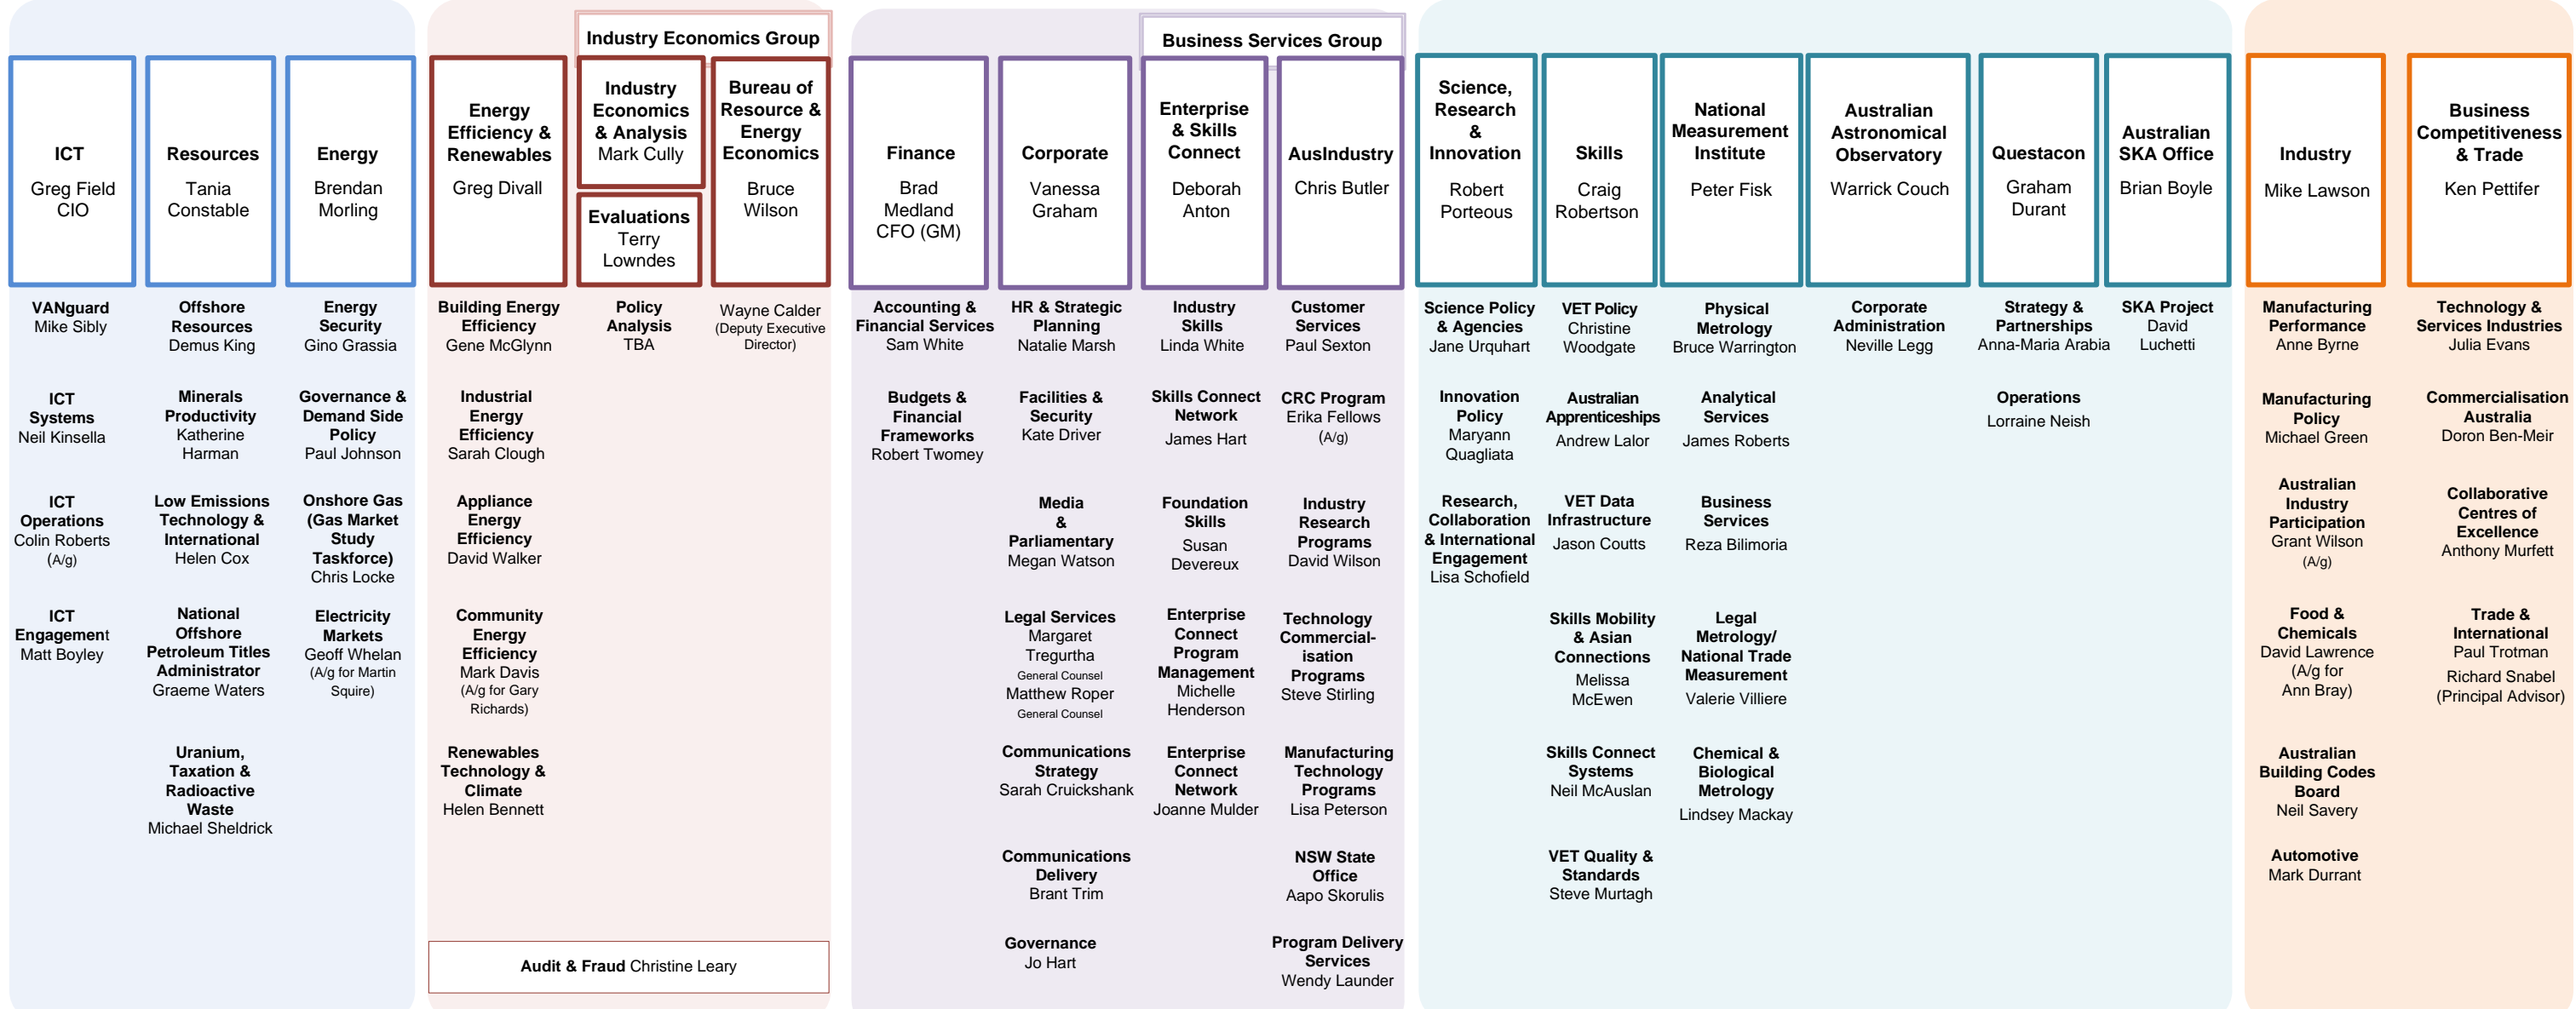 Industry Economics Group
Business Services Group
ICT
Greg Field
CIO
VANguard
Mike Sibly
ICT
Systems
Neil Kinsella
ICT
Operations
Colin Roberts
(A/g)
ICT
Engagement
Matt Boyley
Resources
Tania
Constable
Offshore
Resources
Demus King
Minerals
Productivity
Katherine
Harman
Low Emissions
Technology &
International
Helen Cox
National
Offshore
Petroleum Titles
Administrator
Graeme Waters
Uranium,
Taxation &
Radioactive
Waste
Michael Sheldrick
Energy
Brendan
Morling
Energy
Security
Gino Grassia
Governance &
Demand Side
Policy
Paul Johnson
Onshore Gas
(Gas Market
Study
Taskforce)
Chris Locke
Electricity
Markets
Geoff Whelan
(A/g for Martin
Squire)
Energy
Efficiency &
Renewables
Greg Divall
Building Energy
Efficiency
Gene McGlynn
Industrial
Energy
Efficiency
Sarah Clough
Appliance
Energy
Efficiency
David Walker
Community
Energy
Efficiency
Mark Davis
(A/g for Gary
Richards)
Renewables
Technology &
Climate
Helen Bennett
Industry
Economics
& Analysis
Mark Cully
Evaluations
Terry
Lowndes
Policy
Analysis
TBA
Bureau of
Resource &
Energy
Economics
Bruce
Wilson
Wayne Calder
(Deputy Executive
Director)
Audit & Fraud Christine Leary
Finance
Brad
Medland
CFO (GM)
Accounting &
Financial Services
Sam White
Budgets &
Financial
Frameworks
Robert Twomey
Corporate
Vanessa
Graham
HR & Strategic
Planning
Natalie Marsh
Facilities &
Security
Kate Driver
Media
&
Parliamentary
Megan Watson
Legal Services
Margaret
Tregurtha
General Counsel
Matthew Roper
General Counsel
Communications
Strategy
Sarah Cruickshank
Communications
Delivery
Brant Trim
Governance
Jo Hart
Enterprise
& Skills
Connect
Deborah
Anton
Industry
Skills
Linda White
Skills Connect
Network
James Hart
Foundation
Skills
Susan
Devereux
Enterprise
Connect
Program
Management
Michelle
Henderson
Enterprise
Connect
Network
Joanne Mulder
AusIndustry
Chris Butler
Customer
Services
Paul Sexton
CRC Program
Erika Fellows
(A/g)
Industry
Research
Programs
David Wilson
Technology
Commercial-
isation
Programs
Steve Stirling
Manufacturing
Technology
Programs
Lisa Peterson
NSW State
Office
Aapo Skorulis
Program Delivery
Services
Wendy Launder
Science,
Research
&
Innovation
Robert
Porteous
Science Policy
& Agencies
Jane Urquhart
Innovation
Policy
Maryann
Quagliata
Research,
Collaboration
& International
Engagement
Lisa Schofield
Skills
Craig
Robertson
VET Policy
Christine
Woodgate
Australian
Apprenticeships
Andrew Lalor
VET Data
Infrastructure
Jason Coutts
Skills Mobility
& Asian
Connections
Melissa
McEwen
Skills Connect
Systems
Neil McAuslan
VET Quality &
Standards
Steve Murtagh
National
Measurement
Institute
Peter Fisk
Physical
Metrology
Bruce Warrington
Analytical
Services
James Roberts
Business
Services
Reza Bilimoria
Legal
Metrology/
National Trade
Measurement
Valerie Villiere
Chemical &
Biological
Metrology
Lindsey Mackay
Australian
Astronomical
Observatory
Warrick Couch
Corporate
Administration
Neville Legg
Questacon
Graham
Durant
Strategy &
Partnerships
Anna-Maria Arabia
Operations
Lorraine Neish
Australian
SKA Office
Brian Boyle
SKA Project
David
Luchetti
Industry
Mike Lawson
Manufacturing
Performance
Anne Byrne
Manufacturing
Policy
Michael Green
Australian
Industry
Participation
Grant Wilson
(A/g)
Food &
Chemicals
David Lawrence
(A/g for
Ann Bray)
Australian
Building Codes
Board
Neil Savery
Automotive
Mark Durrant
Business
Competitiveness
& Trade
Ken Pettifer
Technology &
Services Industries
Julia Evans
Commercialisation
Australia
Doron Ben-Meir
Collaborative
Centres of
Excellence
Anthony Murfett
Trade &
International
Paul Trotman
Richard Snabel
(Principal Advisor)